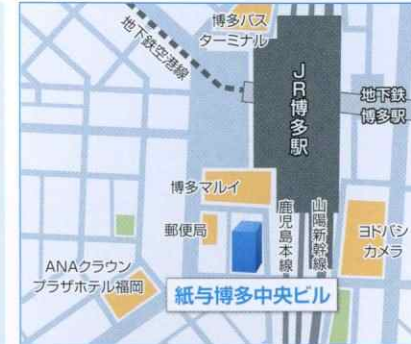 博多バス
ターミナル
地下鉄空港線
JR博多駅
地下鉄
博多駅
博多マルイ
郵便局
鹿児島本線
山陽新幹線
ヨドバシ
カメラ
ANAクラウン
プラザホテル福岡
紙与博多中央ビル